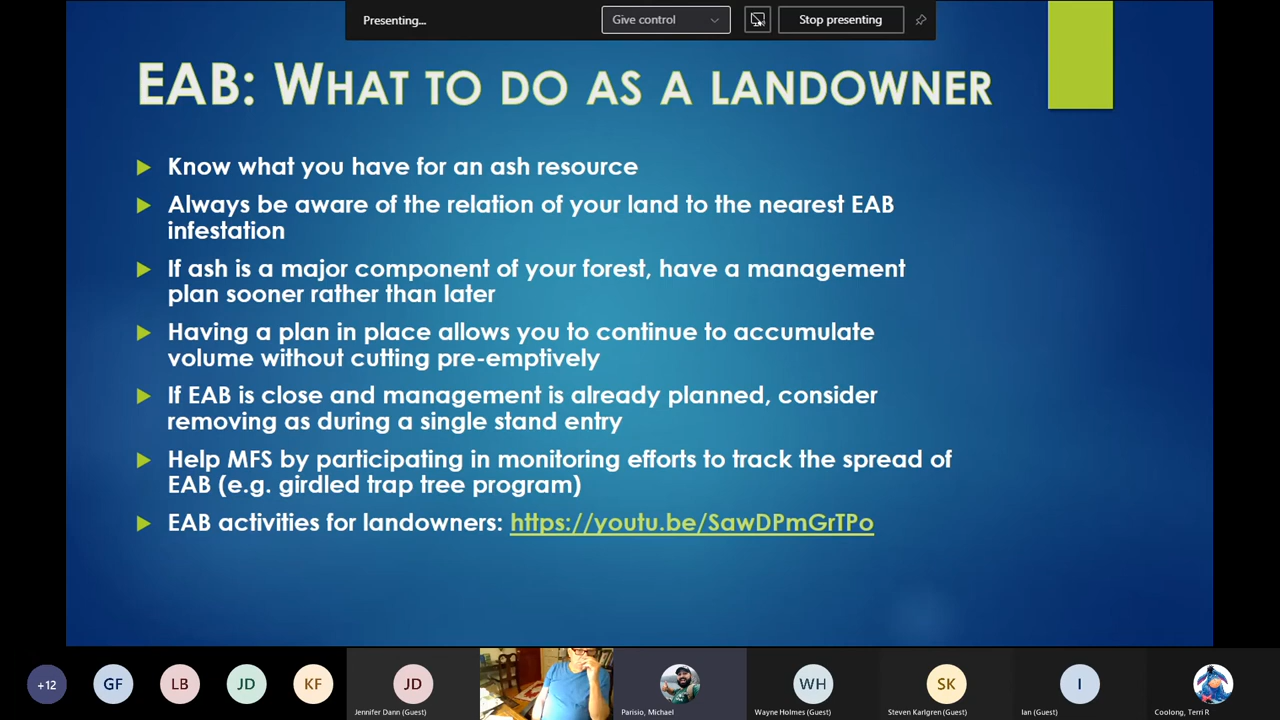 Presenting...
Give control
Stop presenting
EAB: WHAT TO DO AS A LANDOWNER
Know what you have for an ash resource
Always be aware of the relation of your land to the nearest EAB
infestation
If ash is a major component of your forest, have a management
plan sooner rather than later
Having a plan in place allows you to continue to accumulate
volume without cutting pre-emptively
If EAB is close and management is already planned, consider
removing as during a single stand entry
Help MFS by participating in monitoring efforts to track the spread of
EAB (e.g. girdled trap tree program)
EAB activities for landowners: https://youtu.be/SawDPmGrTPo
+12
GF
LB
JD
KF
JD
WH
SK
I
Jennifer Dann (Guest)
Parisio, Michael
Wayne Holmes (Guest)
Steven Karlgren (Guest)
Ian (Guest)
Coolong, Terri R